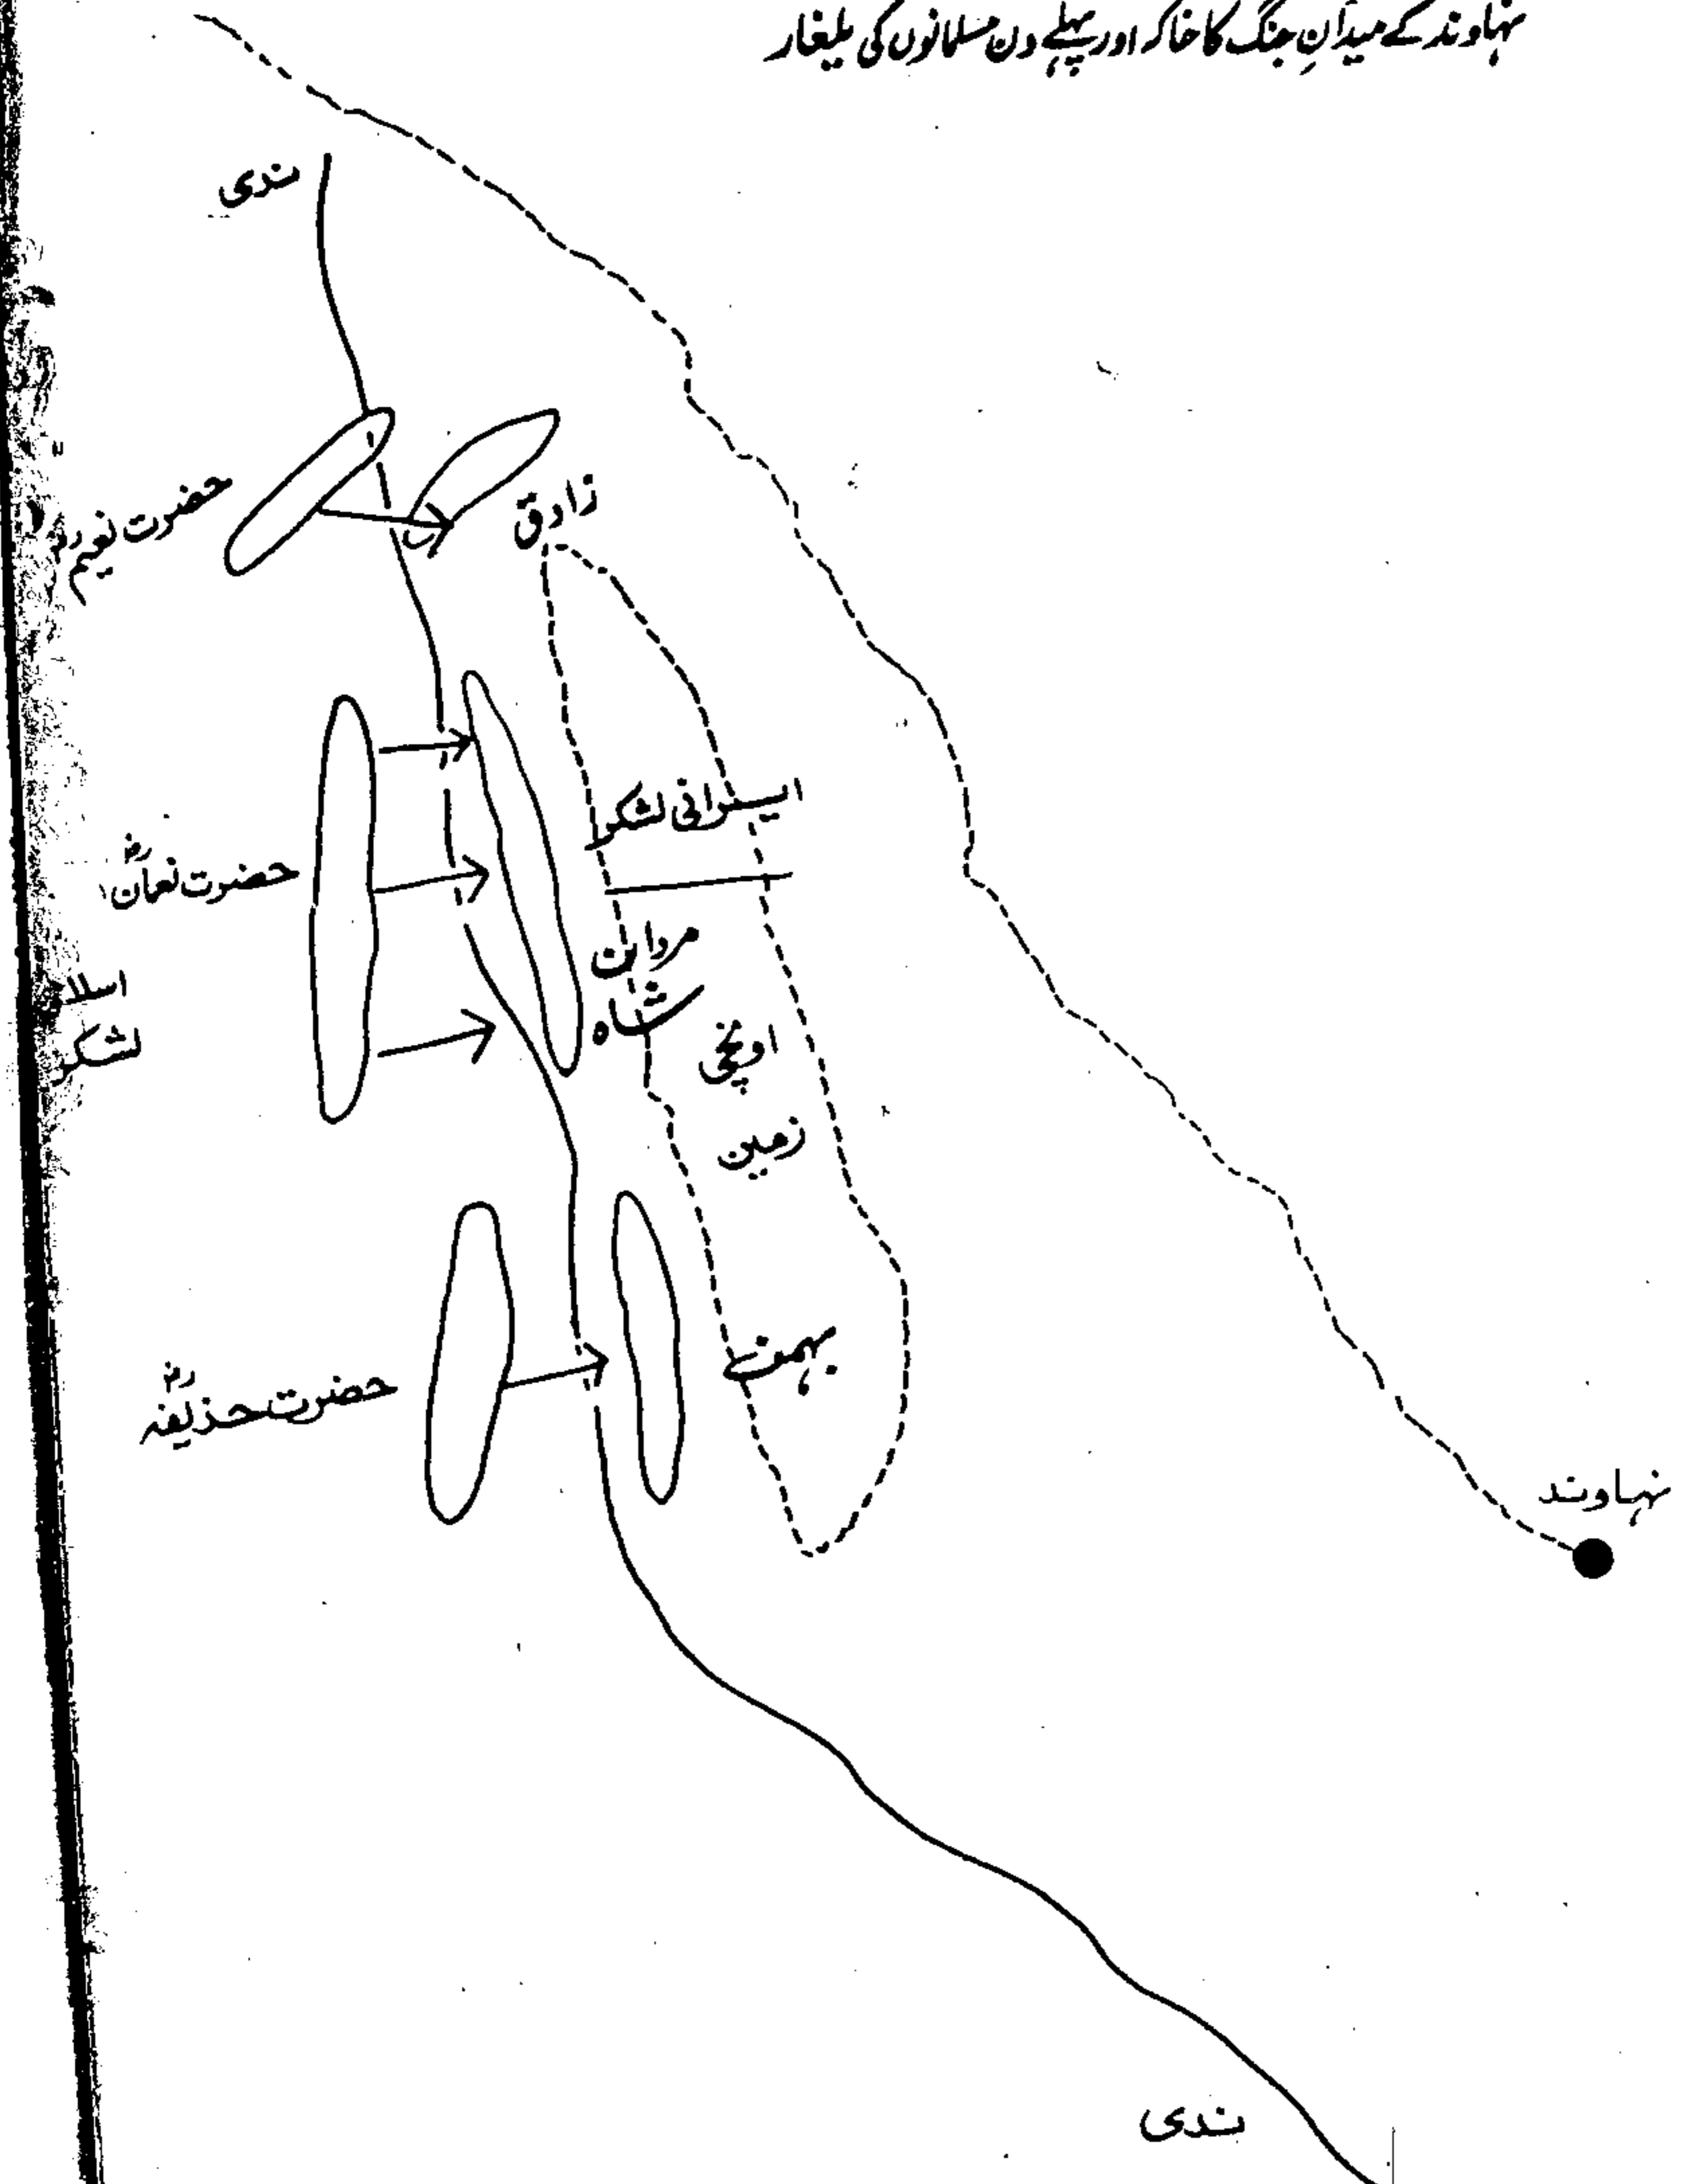 نہاوند کے میدانِ جنگ کا خاکہ اور پہلے دن مسلمانوں کی یلغار
ندی
حضرت نعیمؓ
زادق
ایرانی لشکر
حضرت نعمانؓ
مردان
شاہ
اسلامی
لشکر
اونچی
زمین
بہمن
حضرت حذیفہؓ
نہاوند
ندی